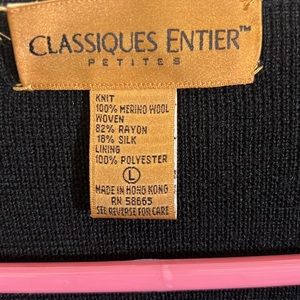 CLASSIQUES ENTIER™
PETITES
KNIT
100% MERINO WOOL
WOVEN
82% RAYON
18% SILK
LINING
100% POLYESTER
L
MADE IN HONG KONG
RN 58665
SEE REVERSE FOR CARE